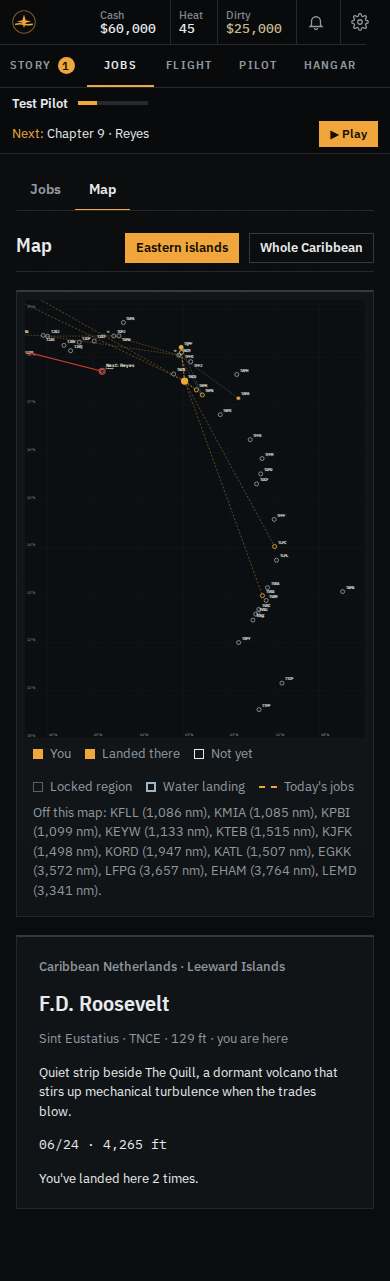 Cash
$60,000
Heat
45
Dirty
$25,000
STORY 1
JOBS
FLIGHT
PILOT
HANGAR
Test Pilot
Next: Chapter 9 · Reyes
▶ Play
Jobs
Map
Map
Eastern islands
Whole Caribbean
Next: Reyes
You
Landed there
Not yet
Locked region
Water landing
Today's jobs
Off this map: KFLL (1,086 nm), KMIA (1,085 nm), KPBI
(1,099 nm), KEYW (1,133 nm), KTEB (1,515 nm), KJFK
(1,498 nm), KORD (1,947 nm), KATL (1,507 nm), EGKK
(3,572 nm), LFPG (3,657 nm), EHAM (3,764 nm), LEMD
(3,341 nm).
Caribbean Netherlands · Leeward Islands
F.D. Roosevelt
Sint Eustatius · TNCE · 129 ft · you are here
Quiet strip beside The Quill, a dormant volcano that
stirs up mechanical turbulence when the trades
blow.
06/24 · 4,265 ft
You've landed here 2 times.